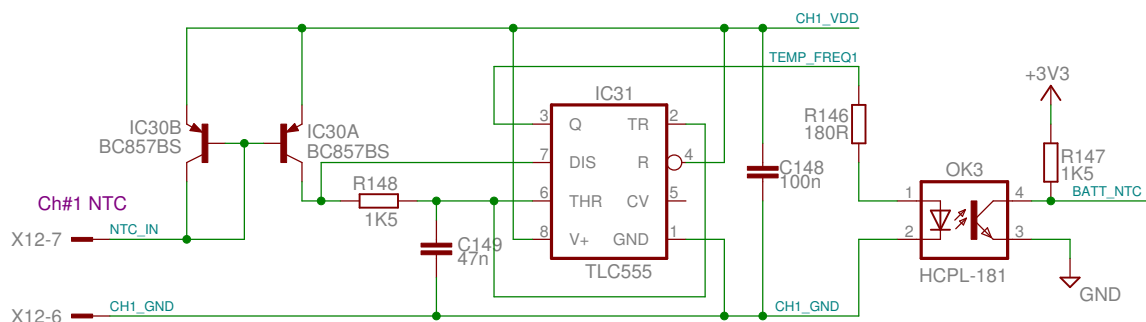 CH1_VDD
TEMP_FREQ1
+3V3
IC31
IC30B
BC857BS
IC30A
BC857BS
3 Q TR 2
7 DIS R 4
6 THR CV 5
8 V+ GND 1
TLC555
R146
180R
R147
1K5
C148
100n
OK3
BATT_NTC
1 4
2 3
HCPL-181
GND
R148
1K5
C149
47n
Ch#1 NTC
X12-7 NTC_IN
X12-6 CH1_GND
CH1_GND